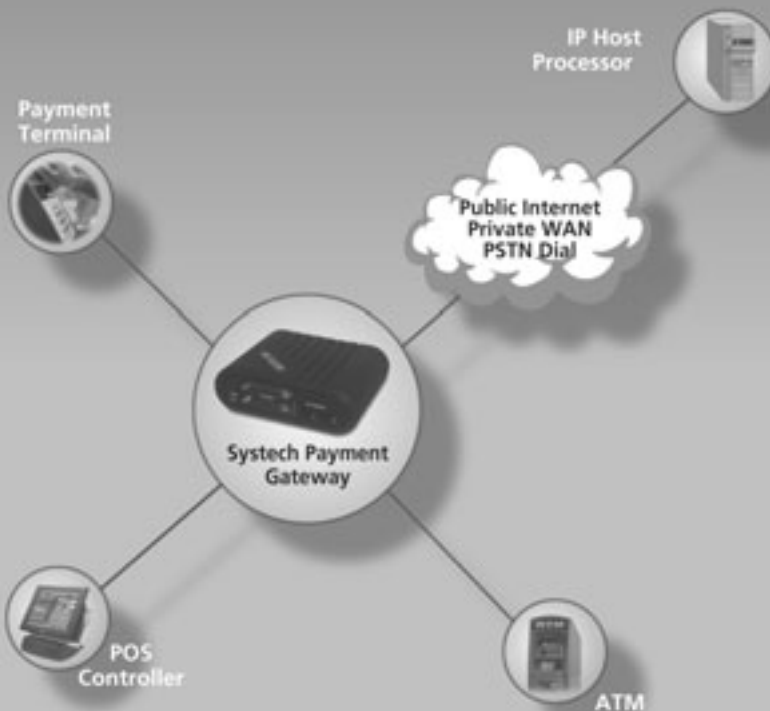 IP Host
Processor
Payment
Terminal
Public Internet
Private WAN
PSTN Dial
Systech Payment
Gateway
POS
Controller
ATM